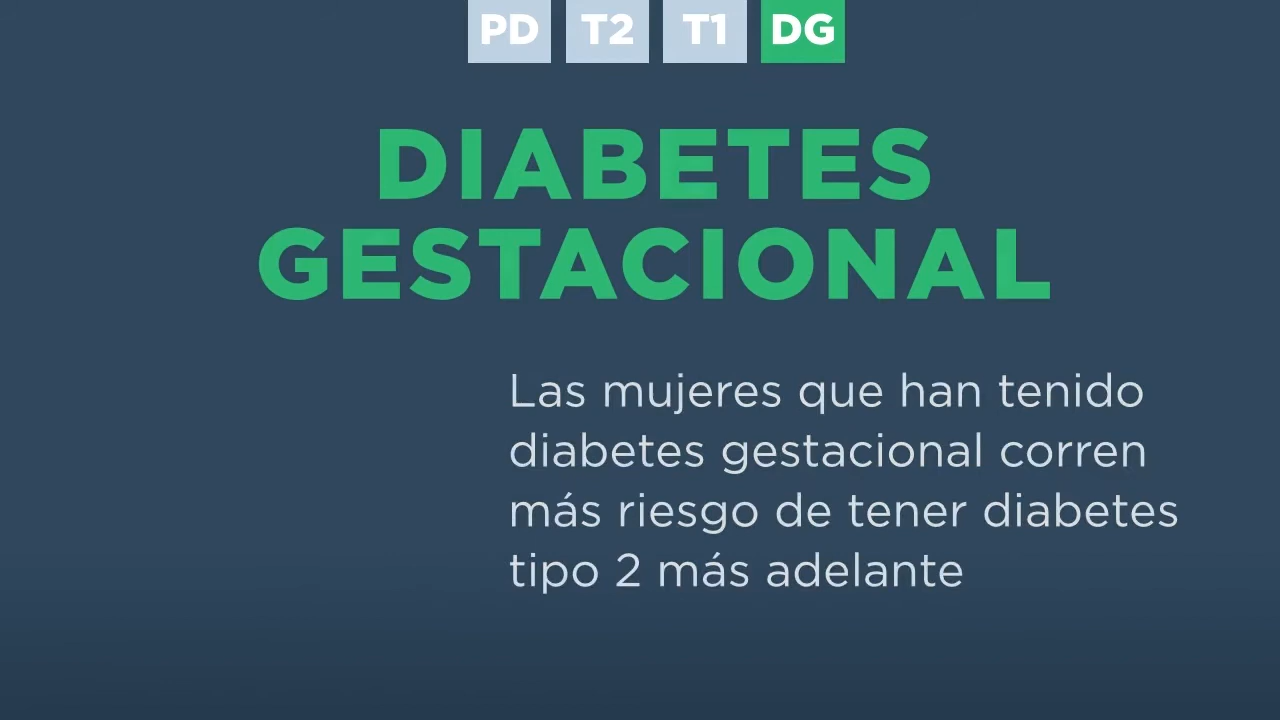 PD T2 T1 DG
DIABETES
GESTACIONAL
Las mujeres que han tenido
diabetes gestacional corren
más riesgo de tener diabetes
tipo 2 más adelante